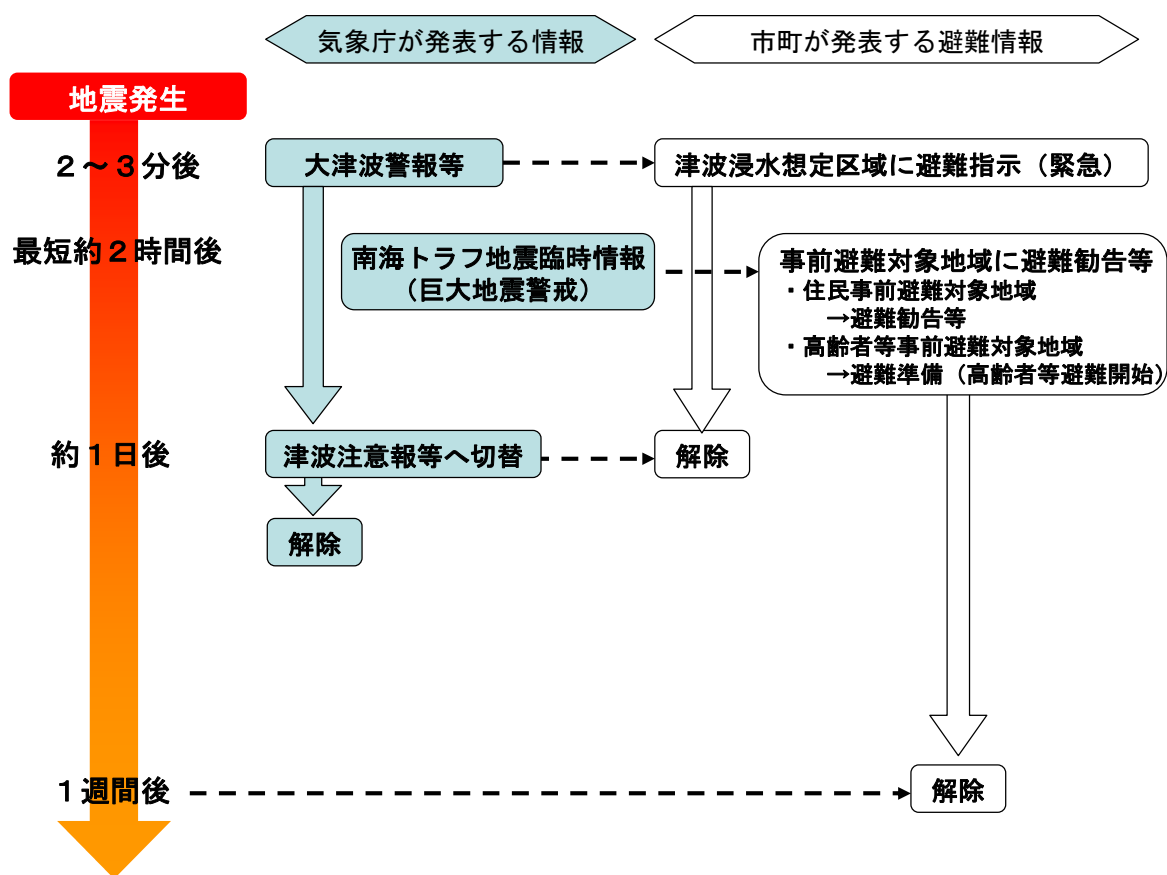 気象庁が発表する情報
市町が発表する避難情報
地震発生
２～３分後
大津波警報等
津波浸水想定区域に避難指示（緊急）
最短約２時間後
南海トラフ地震臨時情報
（巨大地震警戒）
事前避難対象地域に避難勧告等
・住民事前避難対象地域
→避難勧告等
・高齢者等事前避難対象地域
→避難準備（高齢者等避難開始）
約１日後
津波注意報等へ切替
解除
解除
１週間後
解除